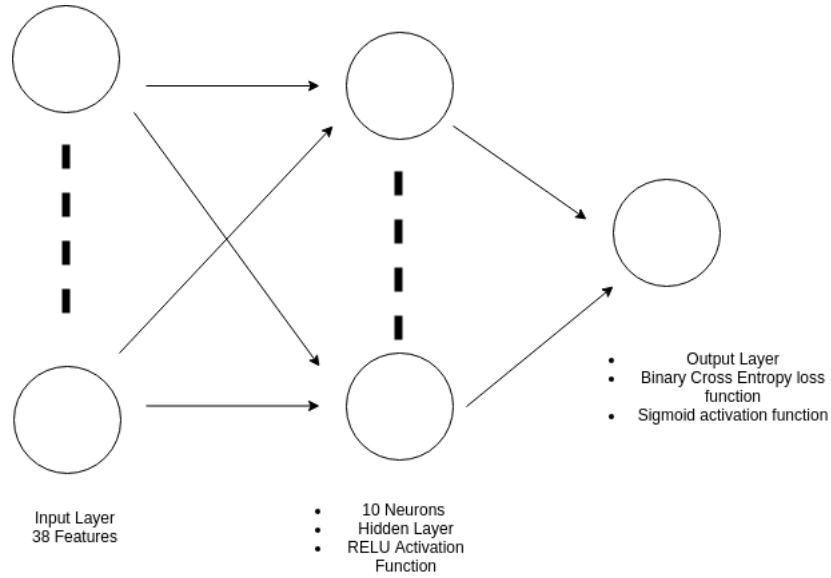 Input Layer
38 Features
• 10 Neurons
• Hidden Layer
• RELU Activation
Function
• Output Layer
• Binary Cross Entropy loss
function
• Sigmoid activation function